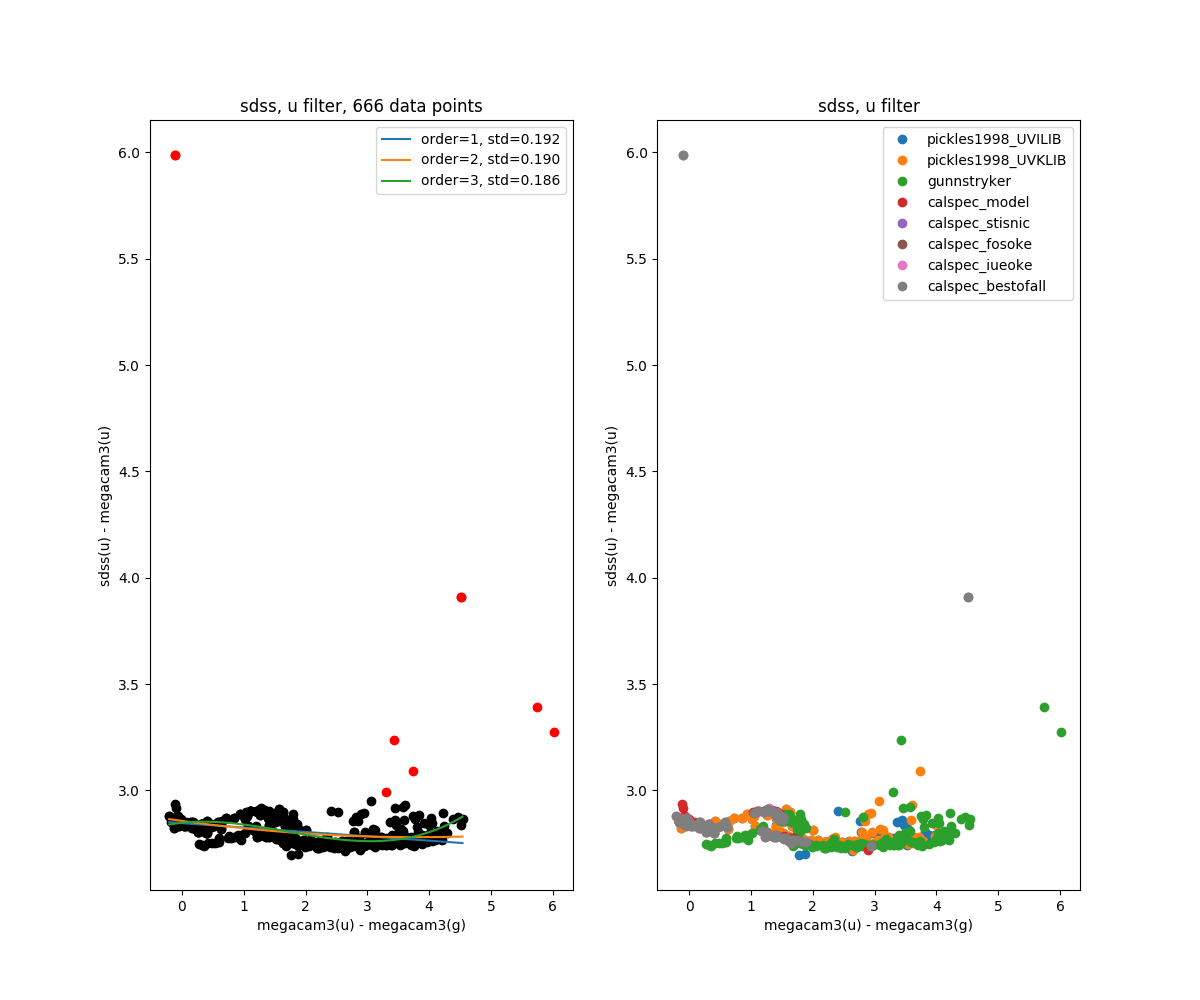 sdss, u filter, 666 data points
order=1, std=0.192
order=2, std=0.190
order=3, std=0.186
6.0
5.5
5.0
4.5
4.0
3.5
3.0
sdss(u) - megacam3(u)
0 1 2 3 4 5 6
megacam3(u) - megacam3(g)
sdss, u filter
pickles1998_UVILIB
pickles1998_UVKLIB
gunnstryker
calspec_model
calspec_stisnic
calspec_fosoke
calspec_iueoke
calspec_bestofall
6.0
5.5
5.0
4.5
4.0
3.5
3.0
sdss(u) - megacam3(u)
0 1 2 3 4 5 6
megacam3(u) - megacam3(g)